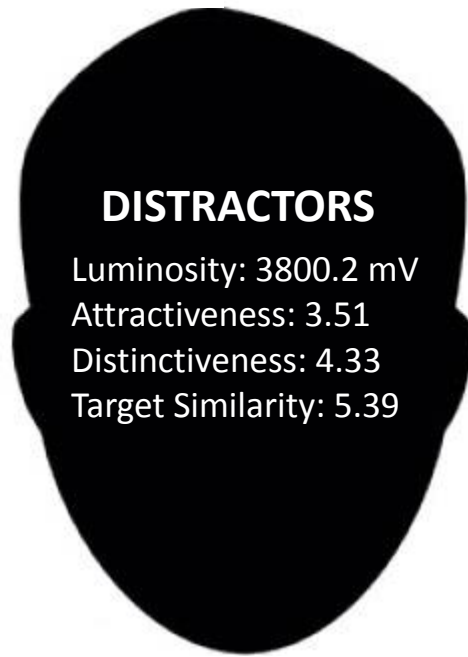 DISTRACTORS
Luminosity: 3800.2 mV
Attractiveness: 3.51
Distinctiveness: 4.33
Target Similarity: 5.39